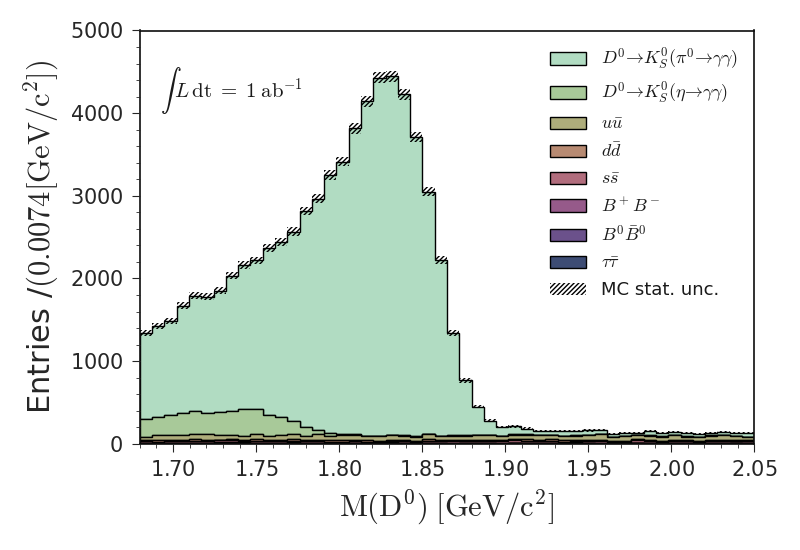 ∫L dt = 1 ab⁻¹
D⁰→K_S⁰(π⁰→γγ)
D⁰→K_S⁰(η→γγ)
uū
dd̄
ss̄
B⁺B⁻
B⁰B̄⁰
ττ̄
MC stat. unc.
Entries /(0.0074[GeV/c²])
5000
4000
3000
2000
1000
0
1.70 1.75 1.80 1.85 1.90 1.95 2.00 2.05
M(D⁰) [GeV/c²]